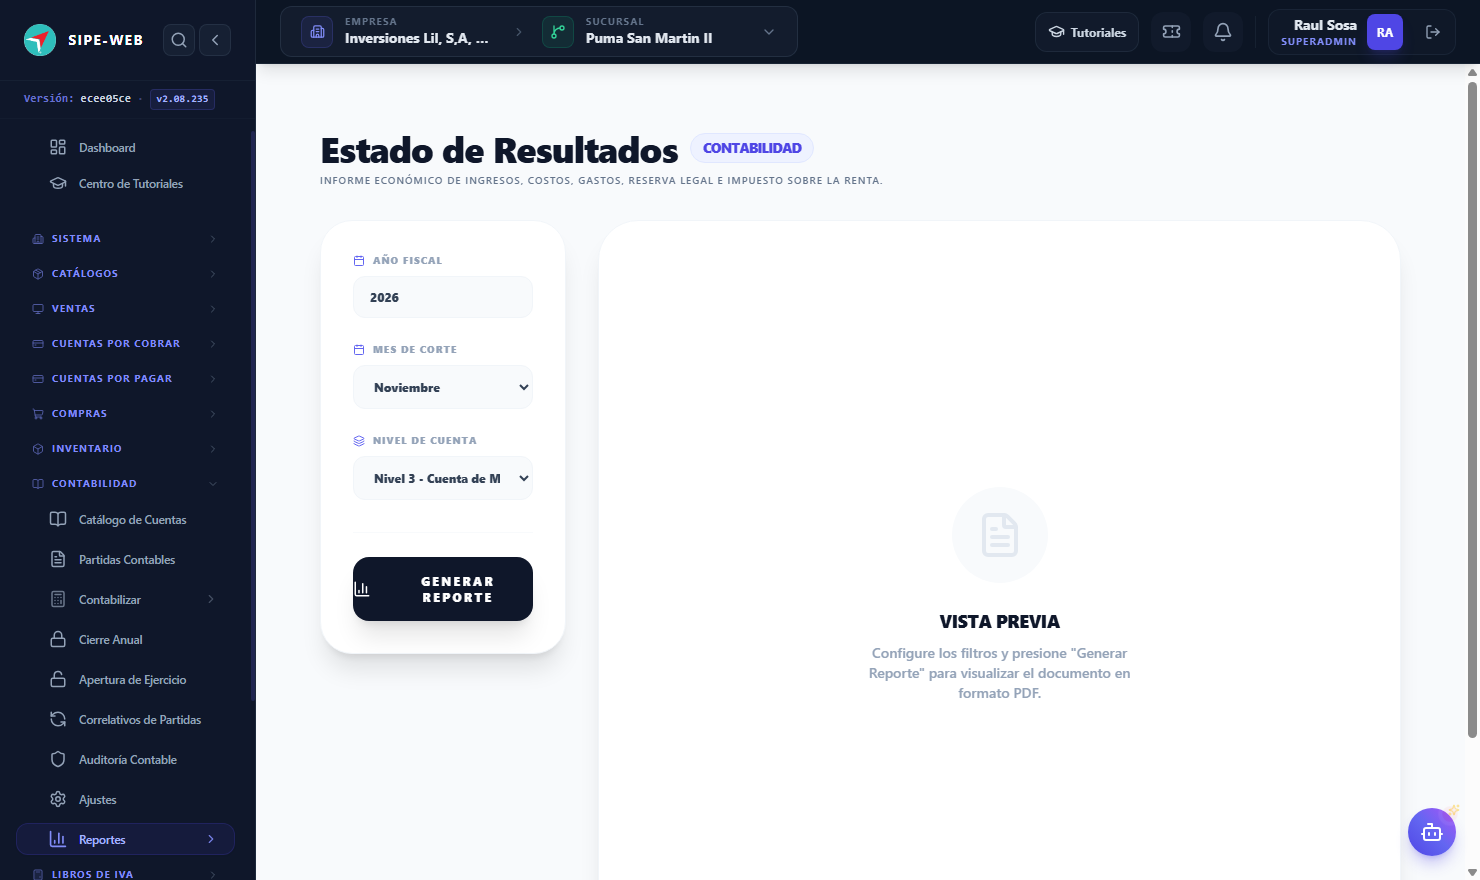 SIPE-WEB
Versión: ecee05ce · v2.08.235
Dashboard
Centro de Tutoriales
SISTEMA
CATÁLOGOS
VENTAS
CUENTAS POR COBRAR
CUENTAS POR PAGAR
COMPRAS
INVENTARIO
CONTABILIDAD
Catálogo de Cuentas
Partidas Contables
Contabilizar
Cierre Anual
Apertura de Ejercicio
Correlativos de Partidas
Auditoría Contable
Ajustes
Reportes
LIBROS DE IVA
EMPRESA
Inversiones Lil, S,A, ...
SUCURSAL
Puma San Martin II
Tutoriales
Raul Sosa
SUPERADMIN
RA
Estado de Resultados
CONTABILIDAD
INFORME ECONÓMICO DE INGRESOS, COSTOS, GASTOS, RESERVA LEGAL E IMPUESTO SOBRE LA RENTA.
AÑO FISCAL
2026
MES DE CORTE
Noviembre
NIVEL DE CUENTA
Nivel 3 - Cuenta de M
GENERAR
REPORTE
VISTA PREVIA
Configure los filtros y presione "Generar
Reporte" para visualizar el documento en
formato PDF.